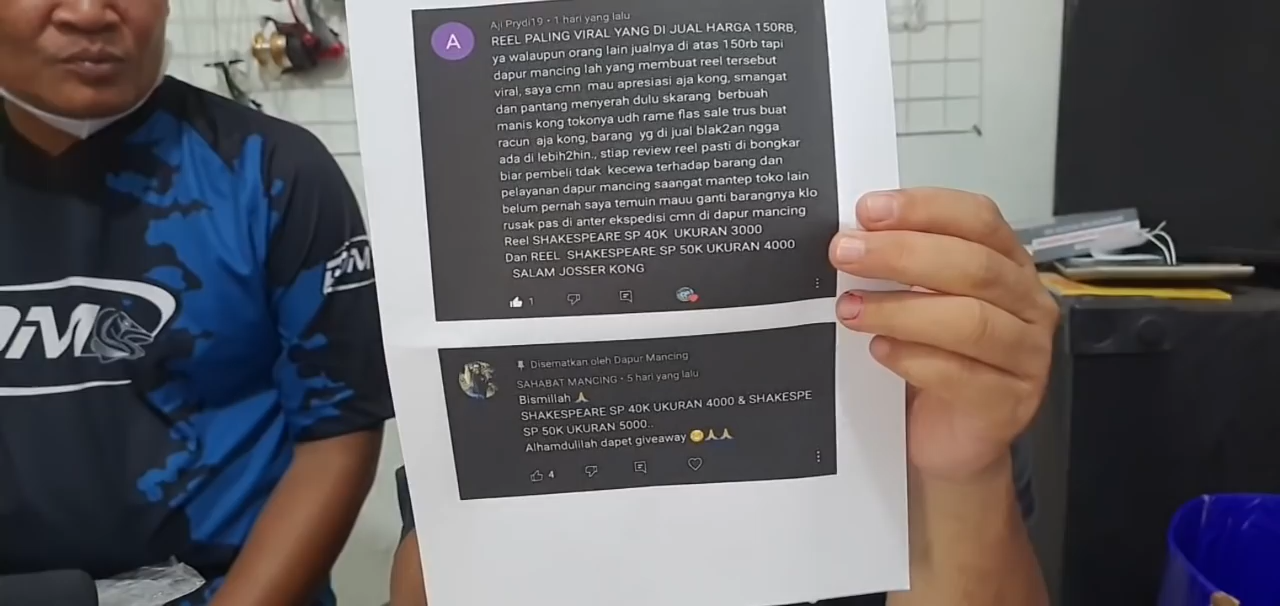 A
Aji Prydi19 • 1 hari yang lalu
REEL PALING VIRAL YANG DI JUAL HARGA 150RB,
ya walaupun orang lain jualnya di atas 150rb tapi
dapur mancing lah yang membuat reel tersebut
viral, saya cmn mau apresiasi aja kong, smangat
dan pantang menyerah dulu skarang berbuah
manis kong tokonya udh rame flas sale trus buat
racun aja kong, barang yg di jual blak2an ngga
ada di lebih2hin., stiap review reel pasti di bongkar
biar pembeli tdak kecewa terhadap barang dan
pelayanan dapur mancing saangat mantep toko lain
belum pernah saya temuin mauu ganti barangnya klo
rusak pas di anter ekspedisi cmn di dapur mancing
Reel SHAKESPEARE SP 40K UKURAN 3000
Dan REEL SHAKESPEARE SP 50K UKURAN 4000
SALAM JOSSER KONG
1
Disematkan oleh Dapur Mancing
SAHABAT MANCING • 5 hari yang lalu
Bismillah 🙏
SHAKESPEARE SP 40K UKURAN 4000 & SHAKESPE
SP 50K UKURAN 5000..
Alhamdulilah dapet giveaway 😁🙏🙏
4
DM